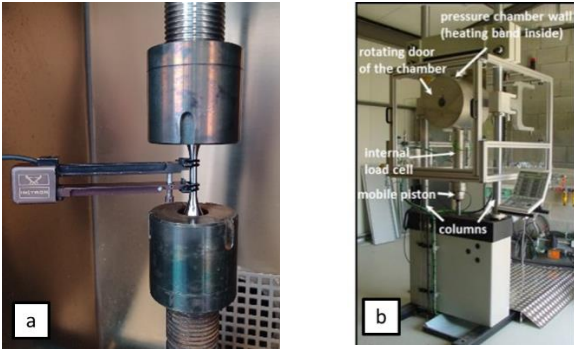 a
pressure chamber wall
(heating band inside)
rotating door
of the chamber
internal
load cell
mobile piston
columns
b